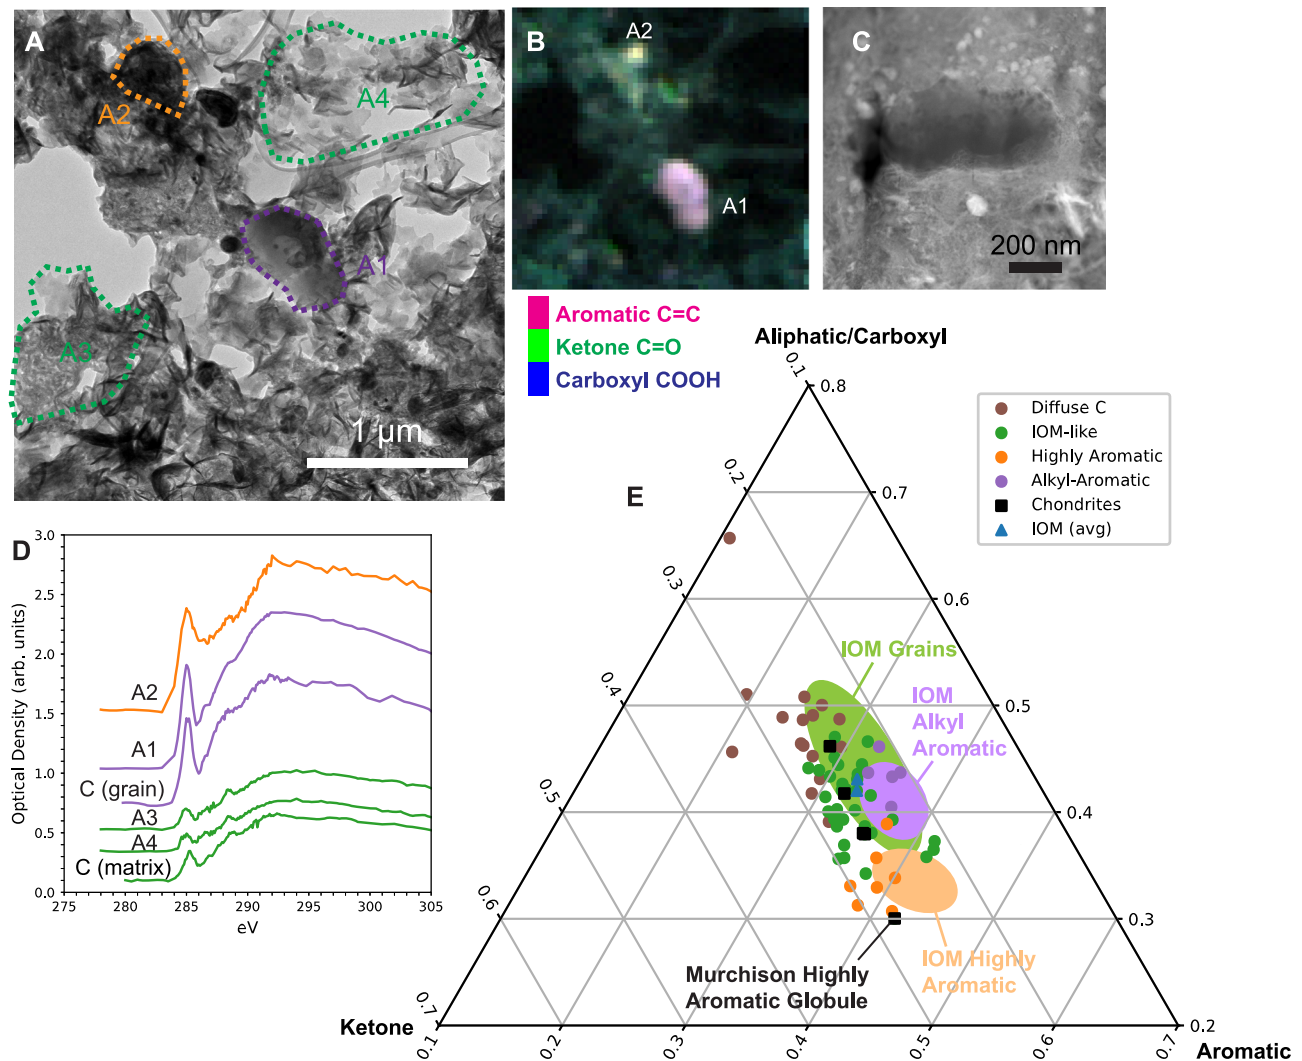 A
A2
A4
A1
A3
1 µm
B
A2
A1
C
200 nm
Aromatic C=C
Ketone C=O
Carboxyl COOH
D
3.0
2.5
2.0
1.5
1.0
0.5
0.0
Optical Density (arb, units)
A2
A1
C (grain)
A3
A4
C (matrix)
275
280
285
290
295
300
305
eV
E
Aliphatic/Carboxyl
Diffuse C
IOM-like
Highly Aromatic
Alkyl-Aromatic
Chondrites
IOM (avg)
0.1
0.2
0.3
0.4
0.5
0.6
0.7
0.8
0.7
0.6
0.5
0.4
0.3
0.2
IOM Grains
IOM
Alkyl
Aromatic
IOM Highly
Aromatic
Murchison Highly
Aromatic Globule
Ketone
0.1
0.2
0.3
0.4
0.5
0.6
0.7
Aromatic